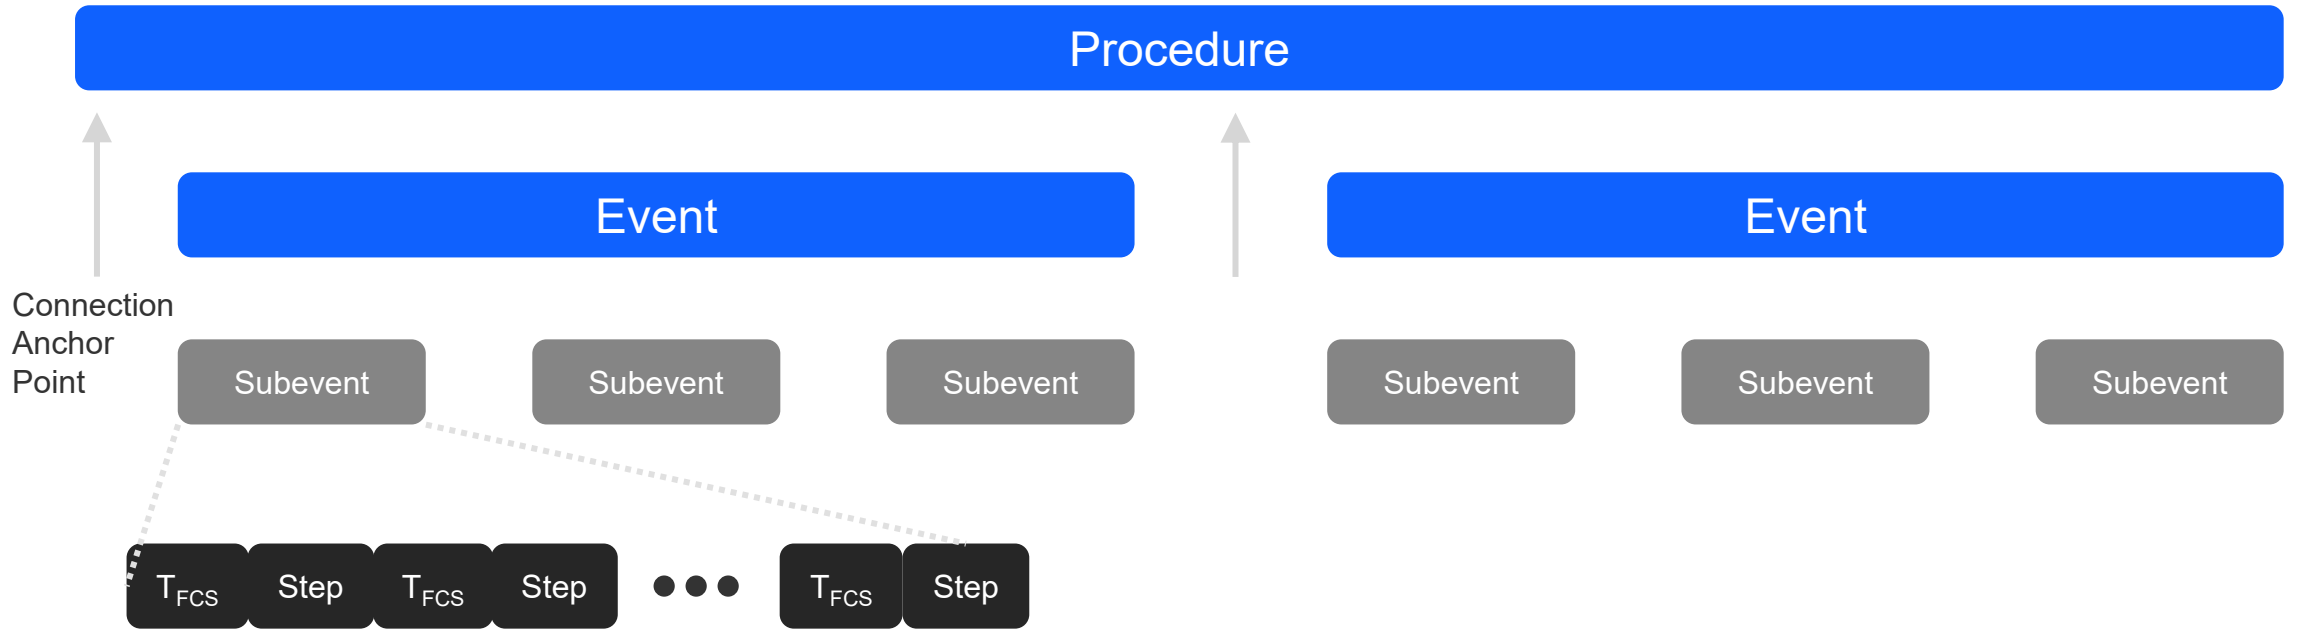 Procedure
Event Event
Connection
Anchor
Point
Subevent Subevent Subevent Subevent Subevent Subevent
TFCS Step TFCS Step TFCS Step